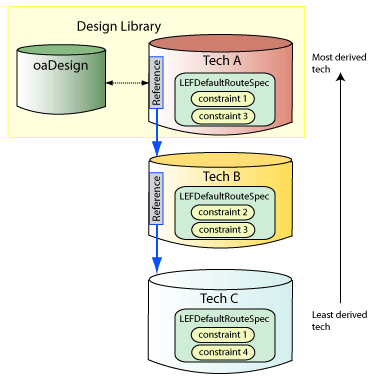 Design Library
oaDesign
Tech A
Reference
LEFDefaultRouteSpec
constraint 1
constraint 3
Most derived
tech
Tech B
Reference
LEFDefaultRouteSpec
constraint 2
constraint 3
Tech C
LEFDefaultRouteSpec
constraint 1
constraint 4
Least derived
tech